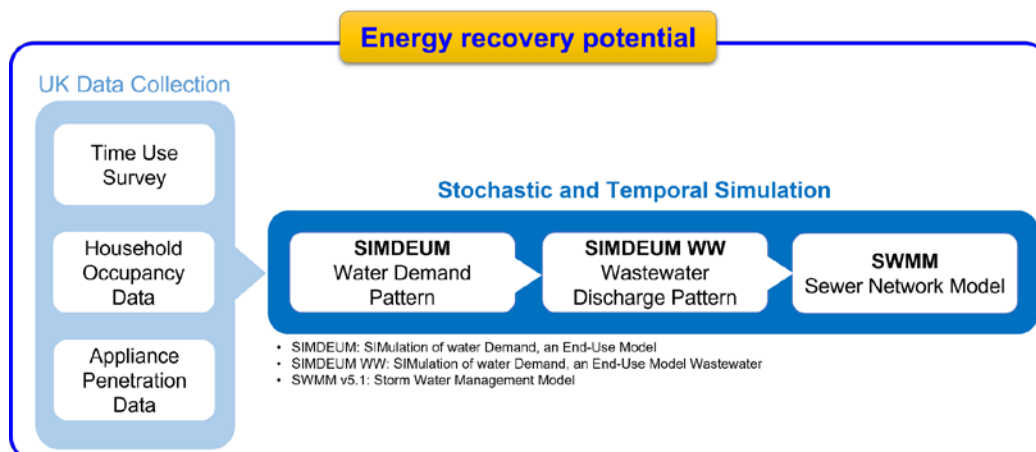 Energy recovery potential
UK Data Collection
Time Use
Survey
Household
Occupancy
Data
Appliance
Penetration
Data
Stochastic and Temporal Simulation
SIMDEUM
Water Demand
Pattern
SIMDEUM WW
Wastewater
Discharge Pattern
SWMM
Sewer Network Model
• SIMDEUM: SIMulation of water Demand, an End-Use Model
• SIMDEUM WW: SIMulation of water Demand, an End-Use Model Wastewater
• SWMM v5.1: Storm Water Management Model